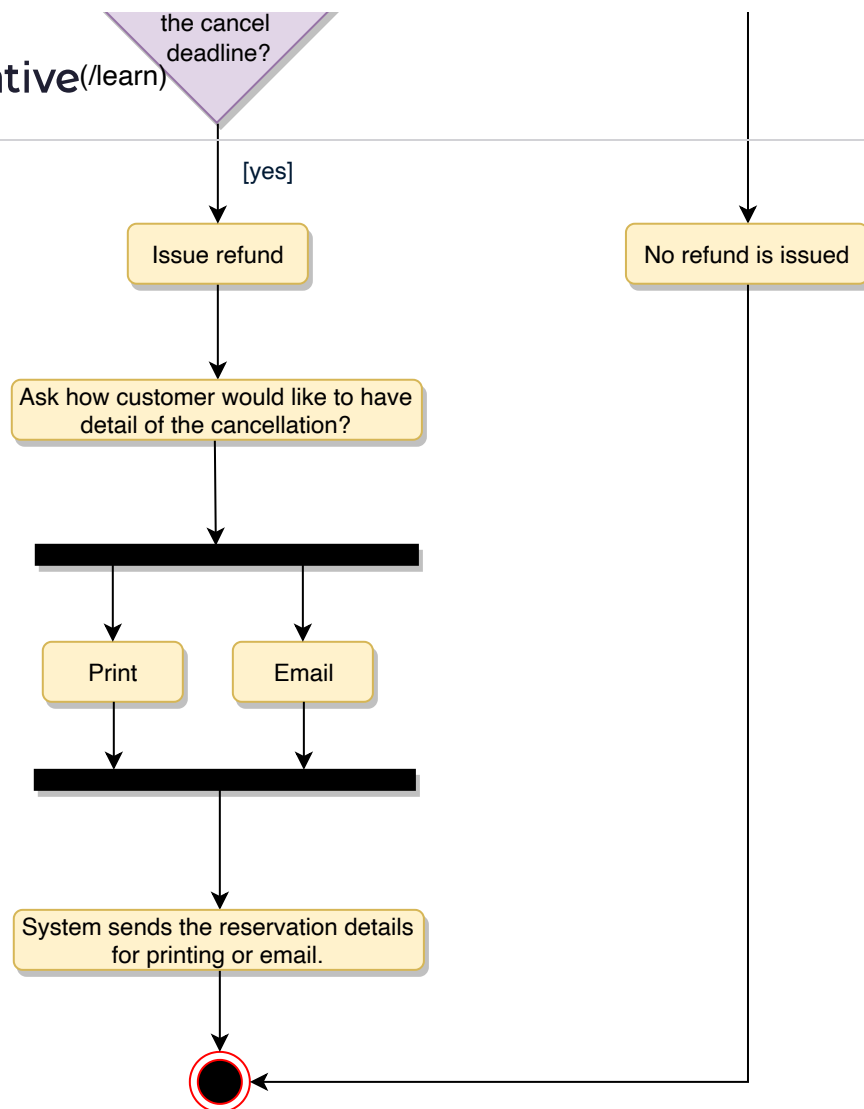 the cancel
deadline?
ative(/learn)
[yes]
Issue refund
No refund is issued
Ask how customer would like to have
detail of the cancellation?
Print
Email
System sends the reservation details
for printing or email.